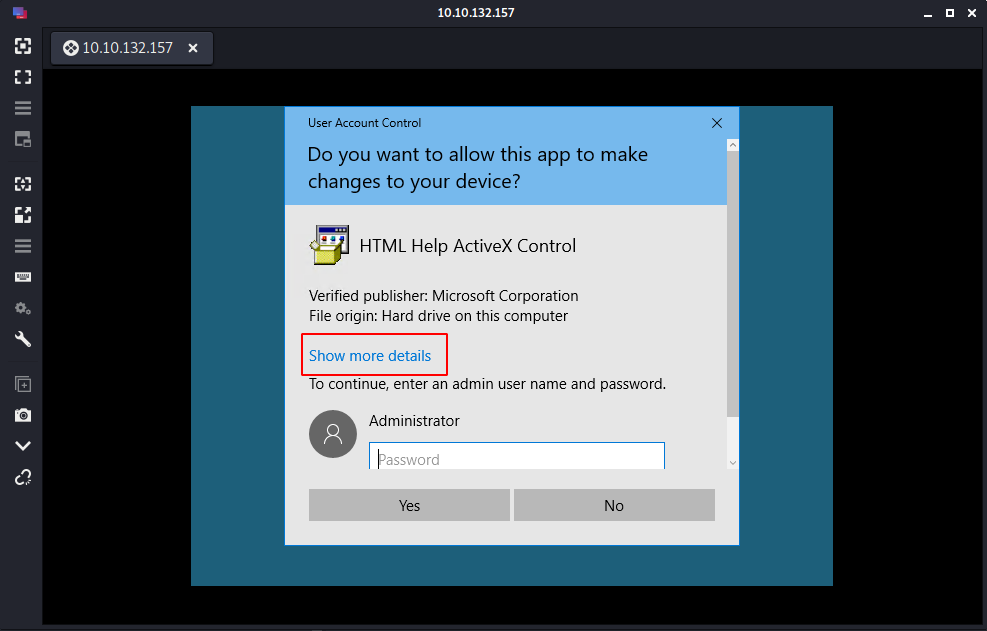 10.10.132.157
10.10.132.157
User Account Control
Do you want to allow this app to make
changes to your device?
HTML Help ActiveX Control
Verified publisher: Microsoft Corporation
File origin: Hard drive on this computer
Show more details
To continue, enter an admin user name and password.
Administrator
Password
Yes
No